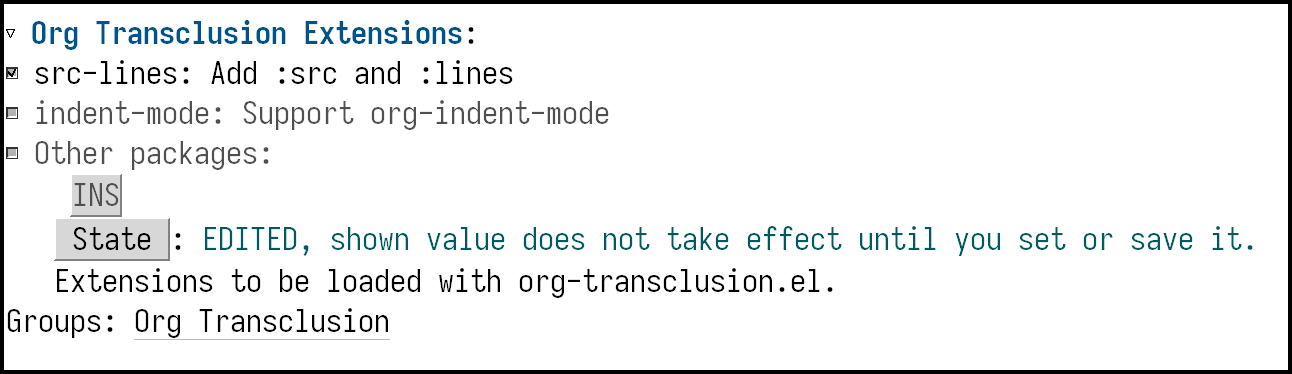 Org Transclusion Extensions:
src-lines: Add :src and :lines
indent-mode: Support org-indent-mode
Other packages:
INS
State : EDITED, shown value does not take effect until you set or save it.
Extensions to be loaded with org-transclusion.el.
Groups: Org Transclusion